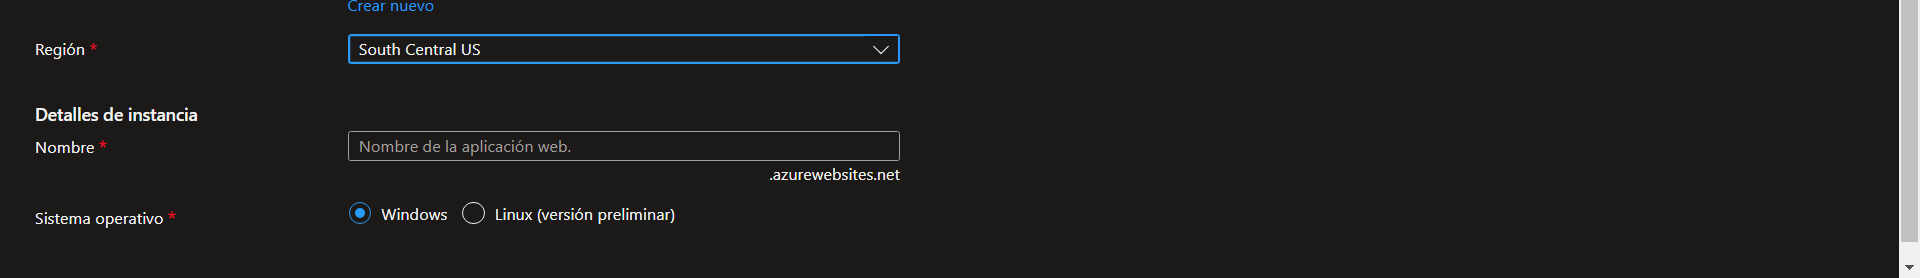 Crear nuevo
Región *
South Central US
Detalles de instancia
Nombre *
Nombre de la aplicación web.
.azurewebsites.net
Sistema operativo *
Windows
Linux (versión preliminar)